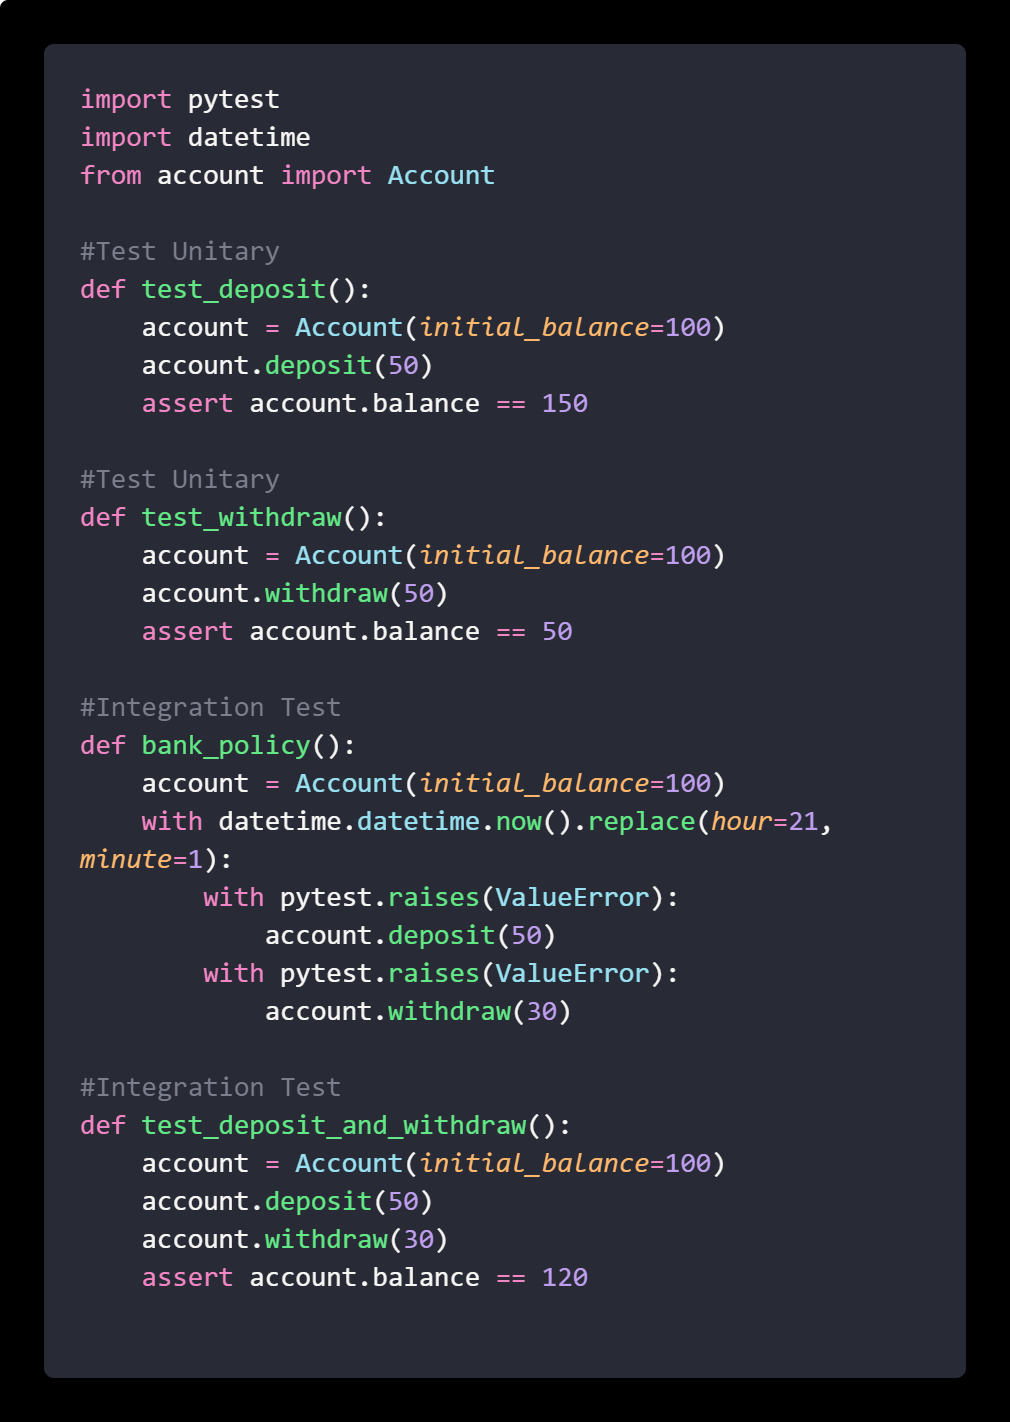 import pytest
import datetime
from account import Account

#Test Unitary
def test_deposit():
    account = Account(initial_balance=100)
    account.deposit(50)
    assert account.balance == 150

#Test Unitary
def test_withdraw():
    account = Account(initial_balance=100)
    account.withdraw(50)
    assert account.balance == 50

#Integration Test
def bank_policy():
    account = Account(initial_balance=100)
    with datetime.datetime.now().replace(hour=21,
minute=1):
        with pytest.raises(ValueError):
            account.deposit(50)
        with pytest.raises(ValueError):
            account.withdraw(30)

#Integration Test
def test_deposit_and_withdraw():
    account = Account(initial_balance=100)
    account.deposit(50)
    account.withdraw(30)
    assert account.balance == 120